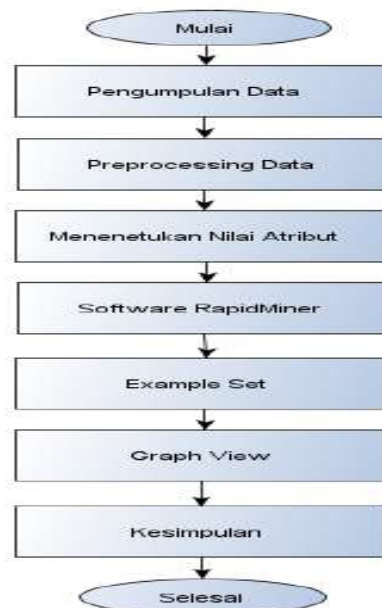 Mulai
Pengumpulan Data
Preprocessing Data
Menenetukan Nilai Atribut
Software RapidMiner
Example Set
Graph View
Kesimpulan
Selesai